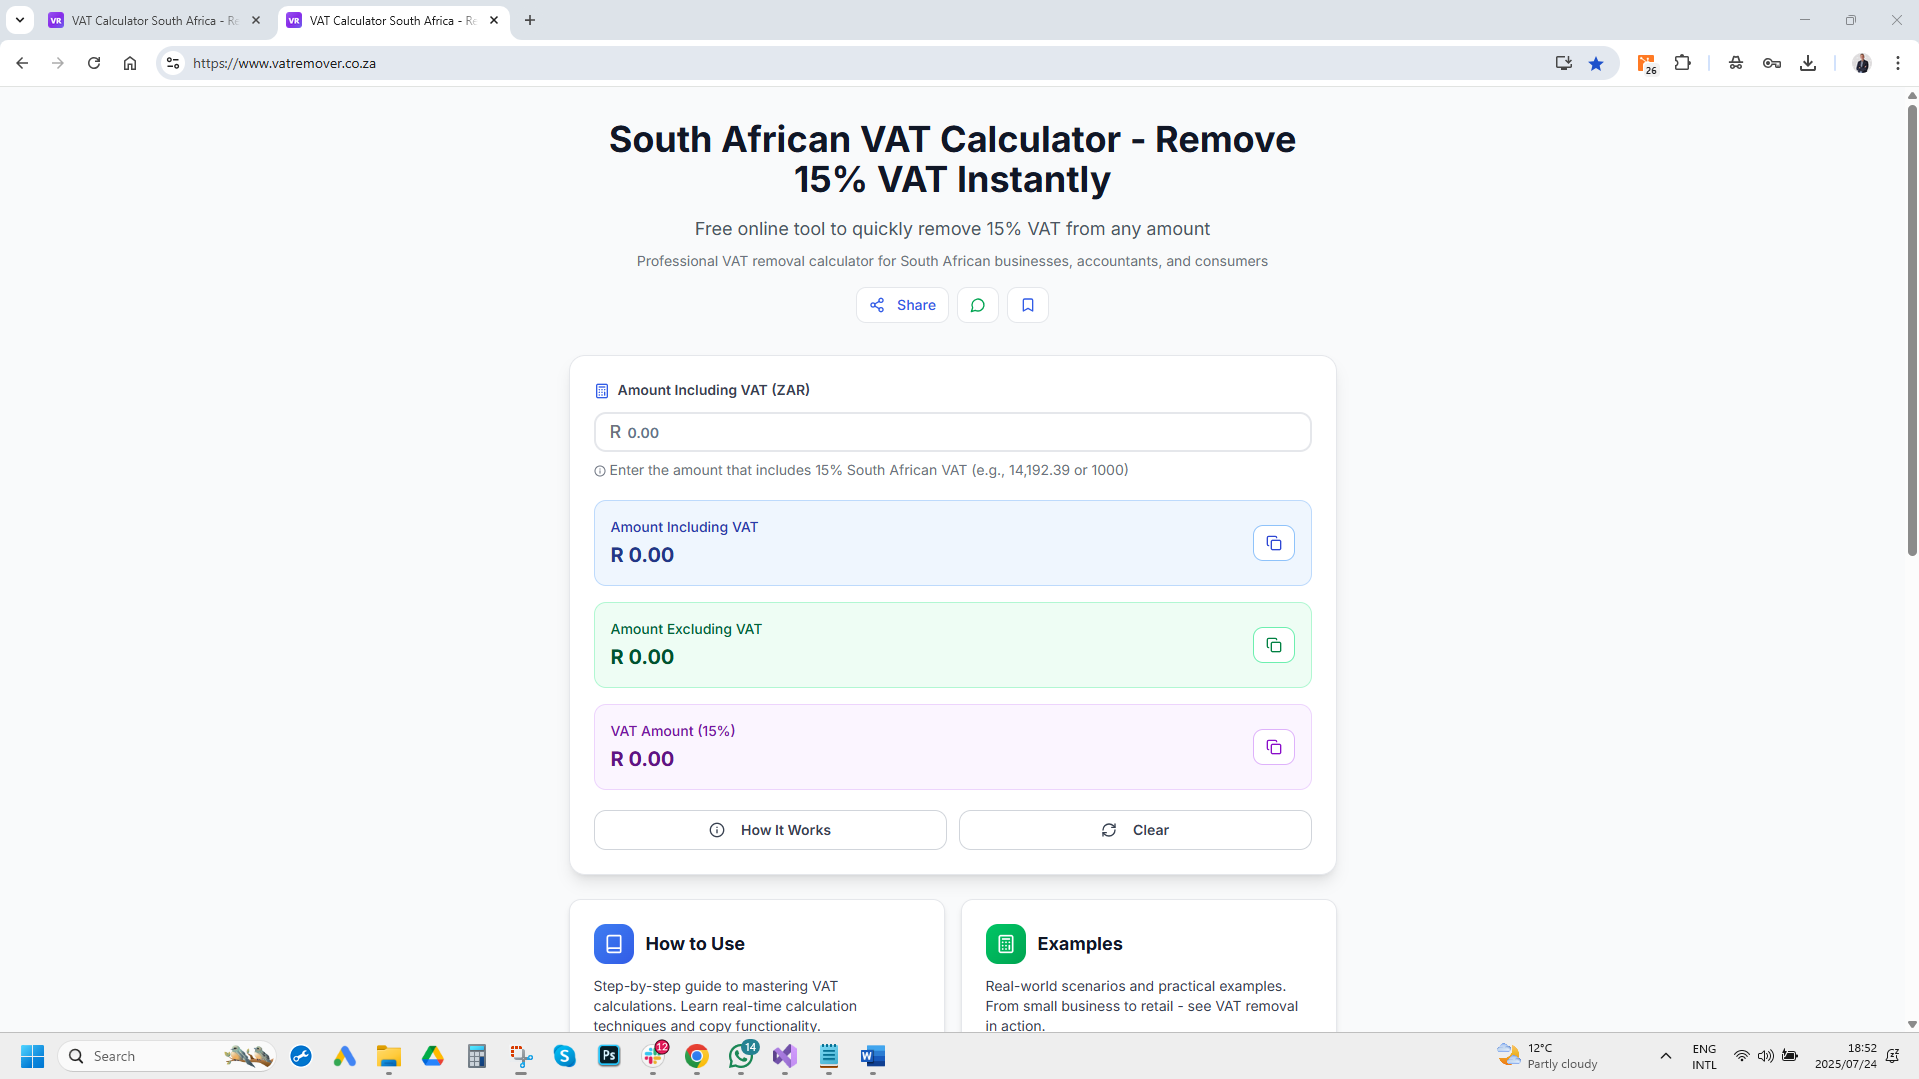 VAT Calculator South Africa - Re
VAT Calculator South Africa - Re
https://www.vatremover.co.za
26
South African VAT Calculator - Remove
15% VAT Instantly
Free online tool to quickly remove 15% VAT from any amount
Professional VAT removal calculator for South African businesses, accountants, and consumers
Share
Amount Including VAT (ZAR)
R 0.00
Enter the amount that includes 15% South African VAT (e.g., 14,192.39 or 1000)
Amount Including VAT
R 0.00
Amount Excluding VAT
R 0.00
VAT Amount (15%)
R 0.00
How It Works
Clear
How to Use
Step-by-step guide to mastering VAT
calculations. Learn real-time calculation
techniques and copy functionality.
Examples
Real-world scenarios and practical examples.
From small business to retail - see VAT removal
in action.
Search
12
14
12°C
Partly cloudy
ENG
INTL
18:52
2025/07/24